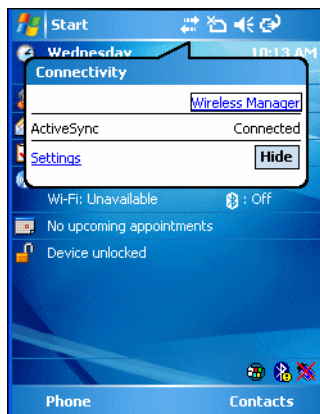 Start
Wednesday 10:13 AM
Connectivity
Wireless Manager
ActiveSync Connected
Settings Hide
Wi-Fi: Unavailable : Off
No upcoming appointments
Device unlocked
Phone Contacts